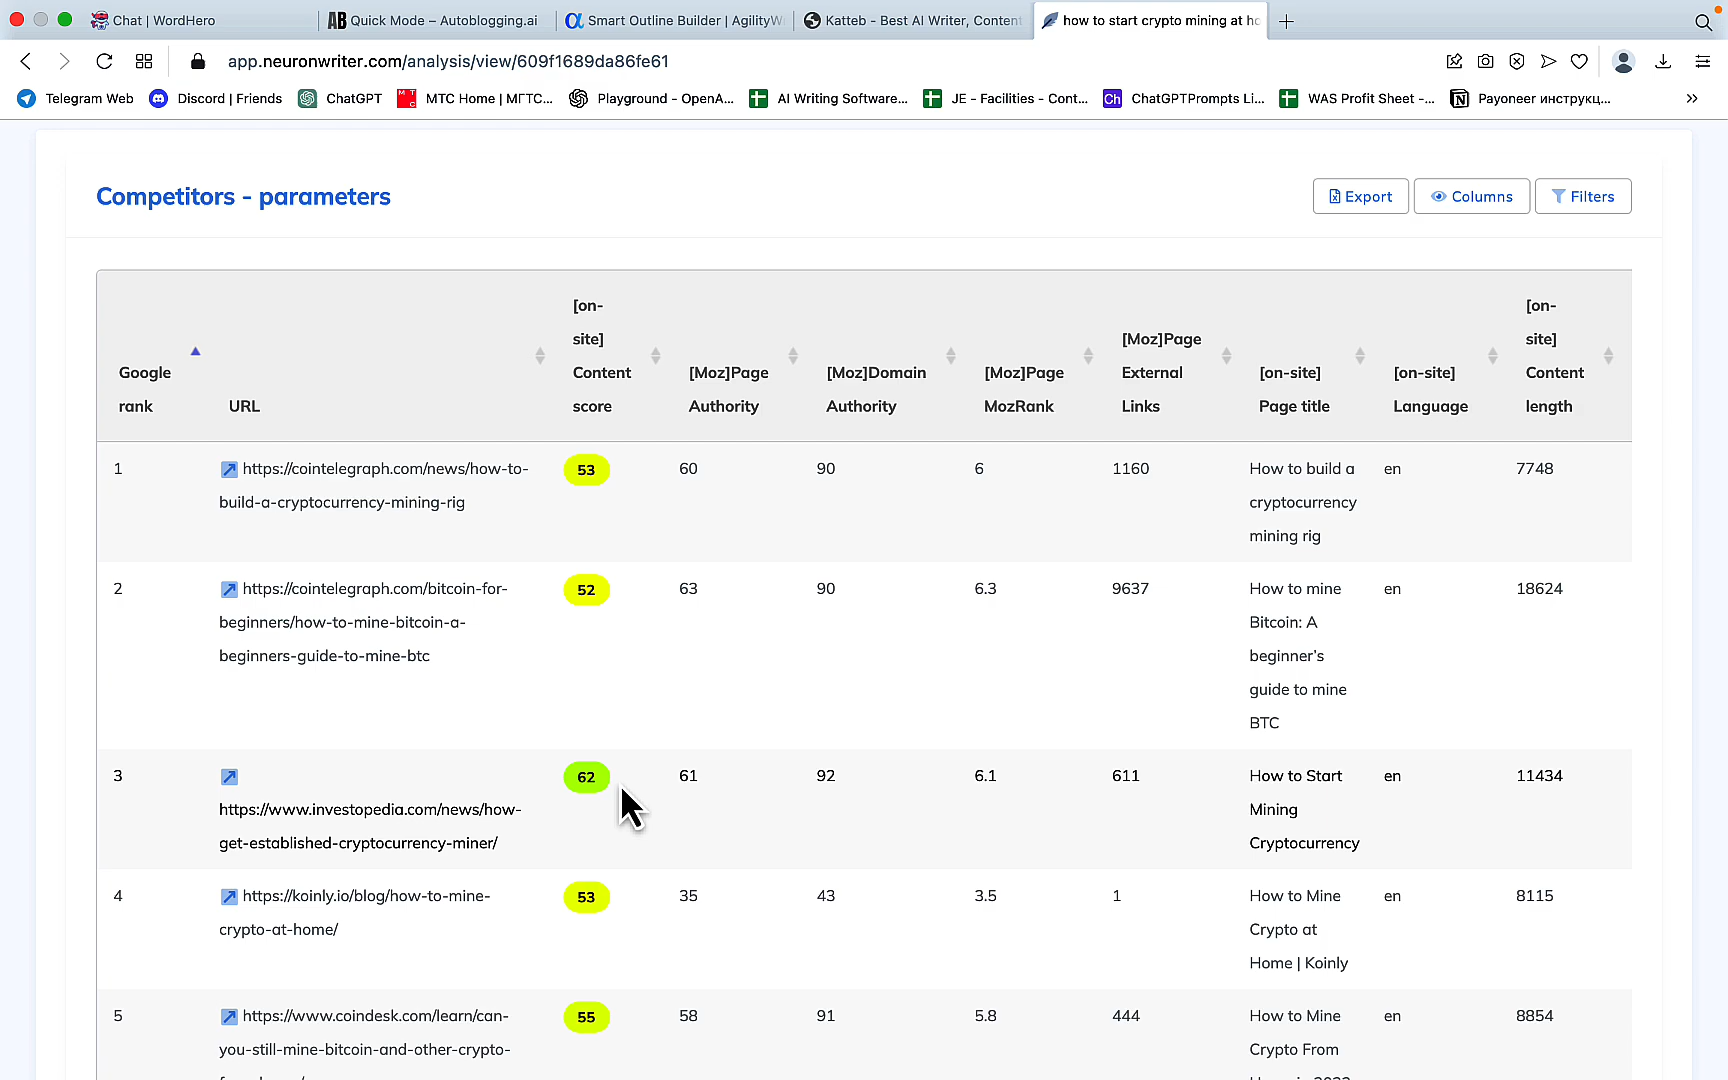 Chat | WordHero
AB Quick Mode – Autoblogging.ai
Smart Outline Builder | AgilityW
Katteb - Best AI Writer, Content
how to start crypto mining at ho
app.neuronwriter.com/analysis/view/609f1689da86fe61
Telegram Web
Discord | Friends
ChatGPT
МТС Home | МГТС...
Playground - OpenA...
AI Writing Software...
JE - Facilities - Cont...
Ch ChatGPTPrompts Li...
WAS Profit Sheet -...
Payoneer инструкц...
Competitors - parameters
Export
Columns
Filters
Google rank
URL
[on-site] Content score
[Moz]Page Authority
[Moz]Domain Authority
[Moz]Page MozRank
[Moz]Page External Links
[on-site] Page title
[on-site] Language
[on-site] Content length
1
https://cointelegraph.com/news/how-to-
build-a-cryptocurrency-mining-rig
53
60
90
6
1160
How to build a
cryptocurrency
mining rig
en
7748
2
https://cointelegraph.com/bitcoin-for-
beginners/how-to-mine-bitcoin-a-
beginners-guide-to-mine-btc
52
63
90
6.3
9637
How to mine
Bitcoin: A
beginner's
guide to mine
BTC
en
18624
3
https://www.investopedia.com/news/how-
get-established-cryptocurrency-miner/
62
61
92
6.1
611
How to Start
Mining
Cryptocurrency
en
11434
4
https://koinly.io/blog/how-to-mine-
crypto-at-home/
53
35
43
3.5
1
How to Mine
Crypto at
Home | Koinly
en
8115
5
https://www.coindesk.com/learn/can-
you-still-mine-bitcoin-and-other-crypto-
55
58
91
5.8
444
How to Mine
Crypto From
en
8854